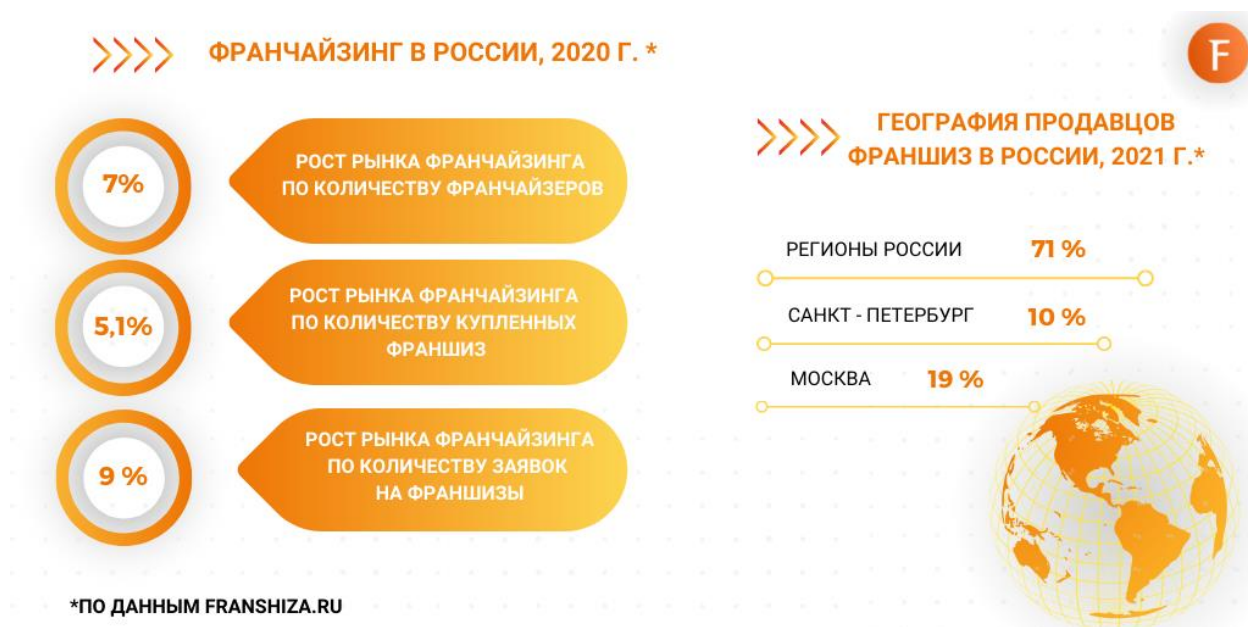 ФРАНЧАЙЗИНГ В РОССИИ, 2020 Г. *
7%
РОСТ РЫНКА ФРАНЧАЙЗИНГА
ПО КОЛИЧЕСТВУ ФРАНЧАЙЗЕРОВ
5,1%
РОСТ РЫНКА ФРАНЧАЙЗИНГА
ПО КОЛИЧЕСТВУ КУПЛЕННЫХ
ФРАНШИЗ
9 %
РОСТ РЫНКА ФРАНЧАЙЗИНГА
ПО КОЛИЧЕСТВУ ЗАЯВОК
НА ФРАНШИЗЫ
*ПО ДАННЫМ FRANSHIZA.RU
F
ГЕОГРАФИЯ ПРОДАВЦОВ
ФРАНШИЗ В РОССИИ, 2021 Г.*
РЕГИОНЫ РОССИИ 71 %
САНКТ - ПЕТЕРБУРГ 10 %
МОСКВА 19 %